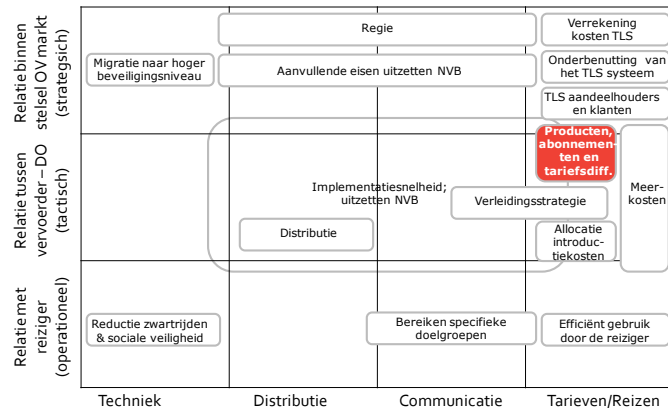 Relatie binnen
stelsel OV markt
(strategsich)
Regie
Verrekening
kosten TLS
Migratie naar hoger
beveiligingsniveau
Aanvullende eisen uitzetten NVB
Onderbenutting van
het TLS systeem
TLS aandeelhouders
en klanten
Relatie tussen
vervoerder – DO
(tactisch)
Producten,
abonnemen-
ten en
tariefsdiff.
Implementatiesnelheid;
uitzetten NVB
Verleidingsstrategie
Meer-
kosten
Distributie
Allocatie
introduc-
tiekosten
Relatie met
reiziger
(operationeel)
Reductie zwartrijden
& sociale veiligheid
Bereiken specifieke
doelgroepen
Efficiënt gebruik
door de reiziger
Techniek
Distributie
Communicatie
Tarieven/Reizen